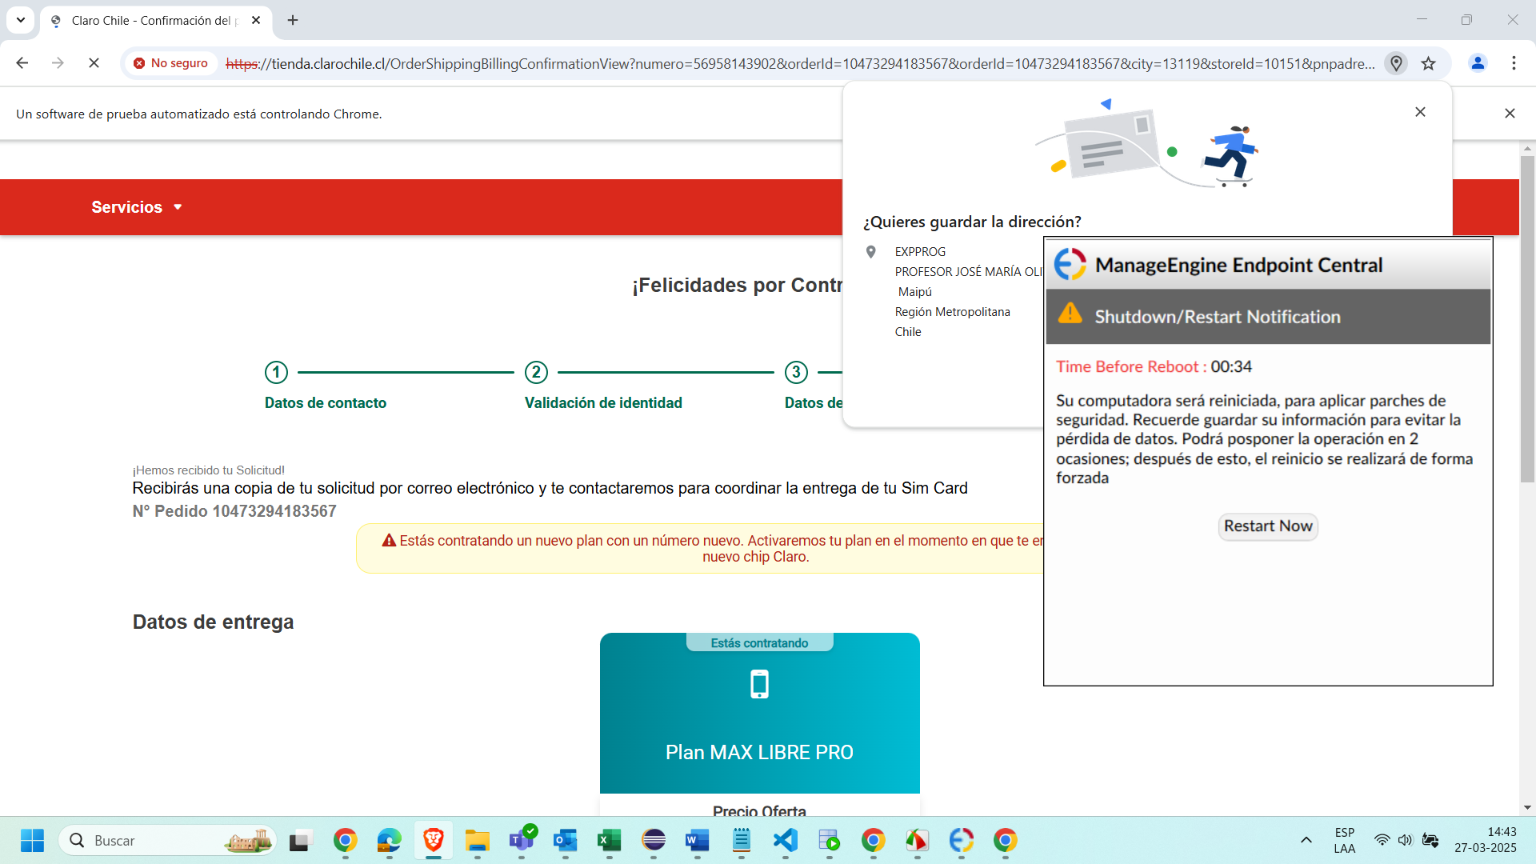 Claro Chile - Confirmación del p
No seguro
https://tienda.clarochile.cl/OrderShippingBillingConfirmationView?numero=56958143902&orderId=10473294183567&orderId=10473294183567&city=13119&storeId=10151&pnpadre...
Un software de prueba automatizado está controlando Chrome.
Servicios
¿Quieres guardar la dirección?
EXPPROG
PROFESOR JOSÉ MARÍA OLI
Maipú
Región Metropolitana
Chile
ManageEngine Endpoint Central
Shutdown/Restart Notification
Time Before Reboot : 00:34
Su computadora será reiniciada, para aplicar parches de
seguridad. Recuerde guardar su información para evitar la
pérdida de datos. Podrá posponer la operación en 2
ocasiones; después de esto, el reinicio se realizará de forma
forzada
Restart Now
¡Felicidades por Contr
1
2
3
Datos de contacto
Validación de identidad
Datos de
¡Hemos recibido tu Solicitud!
Recibirás una copia de tu solicitud por correo electrónico y te contactaremos para coordinar la entrega de tu Sim Card
N° Pedido 10473294183567
Estás contratando un nuevo plan con un número nuevo. Activaremos tu plan en el momento en que te en
nuevo chip Claro.
Datos de entrega
Estás contratando
Plan MAX LIBRE PRO
Precio Oferta
Buscar
ESP
LAA
14:43
27-03-2025